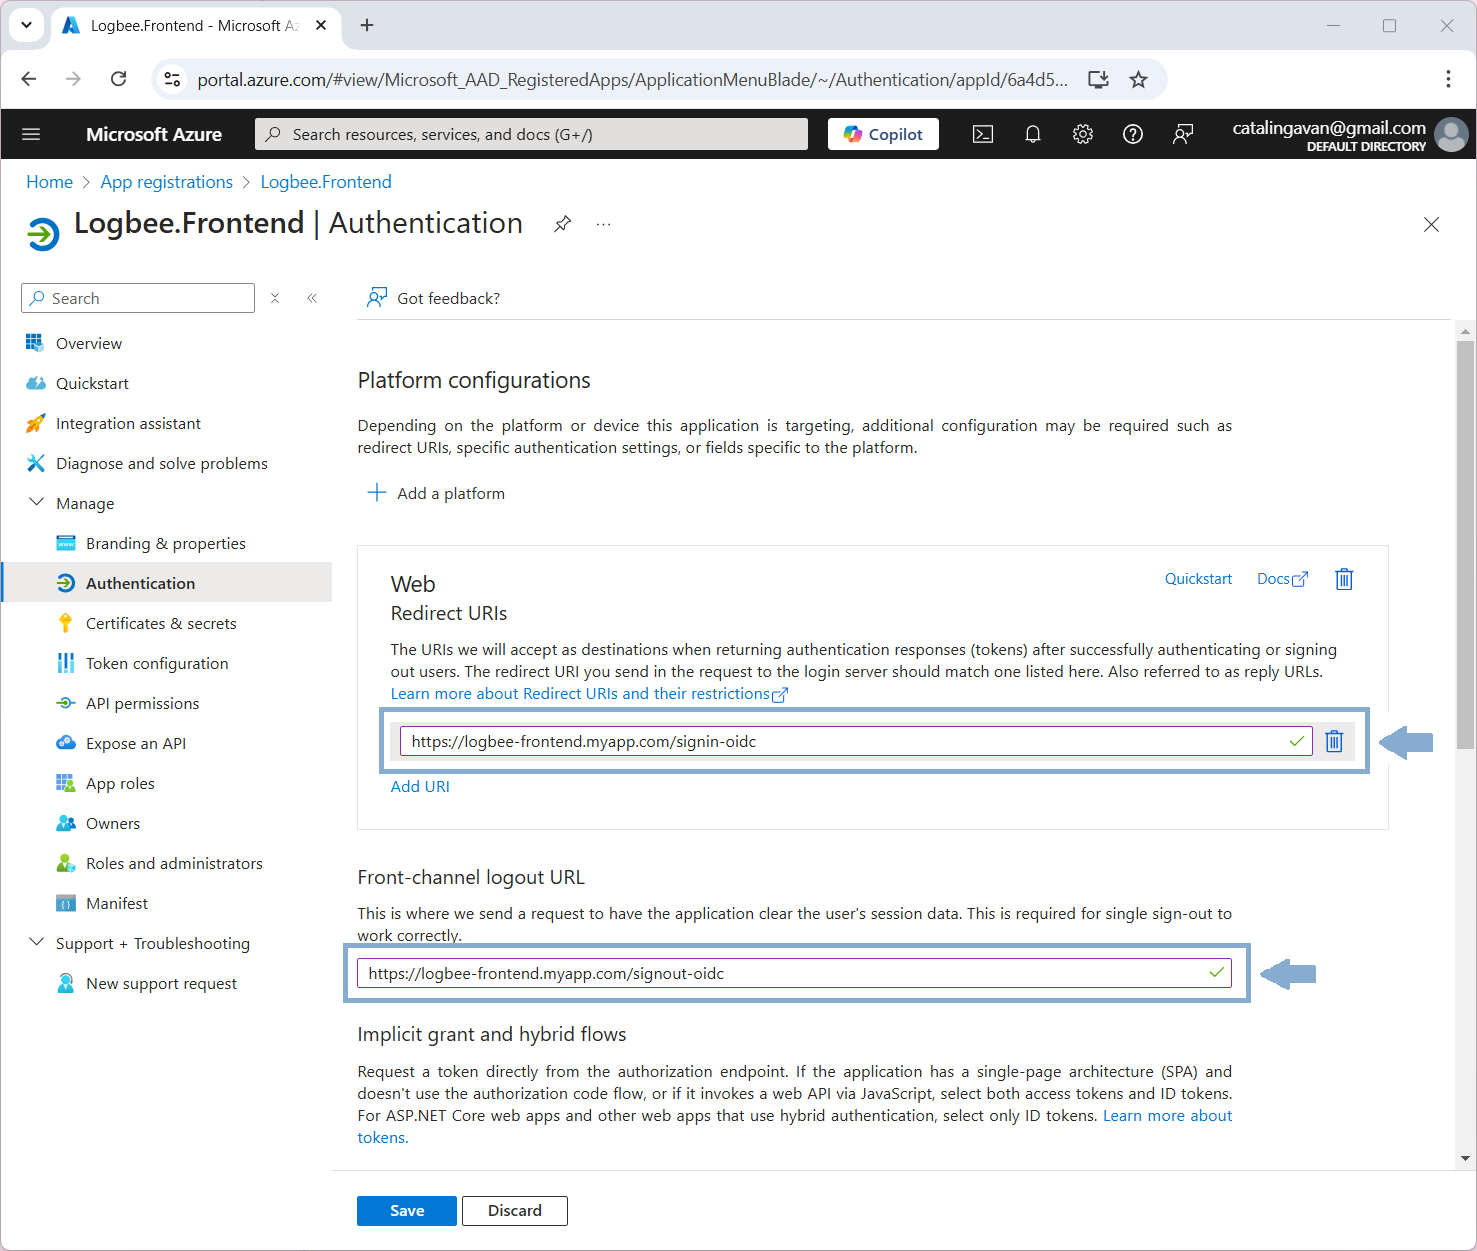 Logbee.Frontend - Microsoft Az
portal.azure.com/#view/Microsoft_AAD_RegisteredApps/ApplicationMenuBlade/~/Authentication/appId/6a4d5...
Microsoft Azure
Search resources, services, and docs (G+/)
Copilot
catalingavan@gmail.com
DEFAULT DIRECTORY
Home > App registrations > Logbee.Frontend
Logbee.Frontend | Authentication
Search
Got feedback?
Overview
Quickstart
Integration assistant
Diagnose and solve problems
Manage
Branding & properties
Authentication
Certificates & secrets
Token configuration
API permissions
Expose an API
App roles
Owners
Roles and administrators
Manifest
Support + Troubleshooting
New support request
Platform configurations
Depending on the platform or device this application is targeting, additional configuration may be required such as
redirect URIs, specific authentication settings, or fields specific to the platform.
Add a platform
Web
Quickstart
Docs
Redirect URIs
The URIs we will accept as destinations when returning authentication responses (tokens) after successfully authenticating or signing
out users. The redirect URI you send in the request to the login server should match one listed here. Also referred to as reply URLs.
Learn more about Redirect URIs and their restrictions
https://logbee-frontend.myapp.com/signin-oidc
Add URI
Front-channel logout URL
This is where we send a request to have the application clear the user's session data. This is required for single sign-out to
work correctly.
https://logbee-frontend.myapp.com/signout-oidc
Implicit grant and hybrid flows
Request a token directly from the authorization endpoint. If the application has a single-page architecture (SPA) and
doesn't use the authorization code flow, or if it invokes a web API via JavaScript, select both access tokens and ID tokens.
For ASP.NET Core web apps and other web apps that use hybrid authentication, select only ID tokens. Learn more about
tokens.
Save
Discard